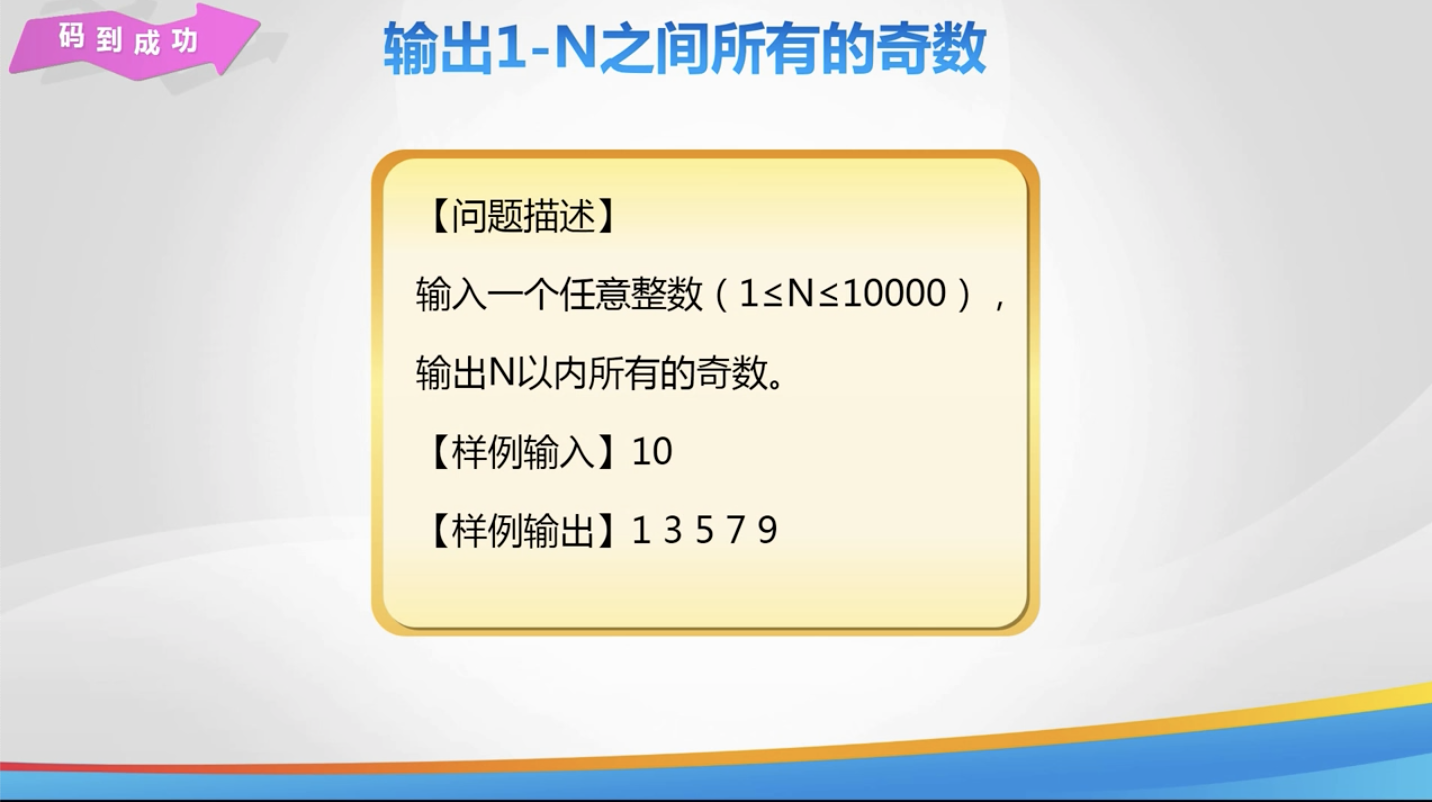 码到成功
输出1-N之间所有的奇数
【问题描述】
输入一个任意整数（1≤N≤10000），
输出N以内所有的奇数。
【样例输入】10
【样例输出】1 3 5 7 9